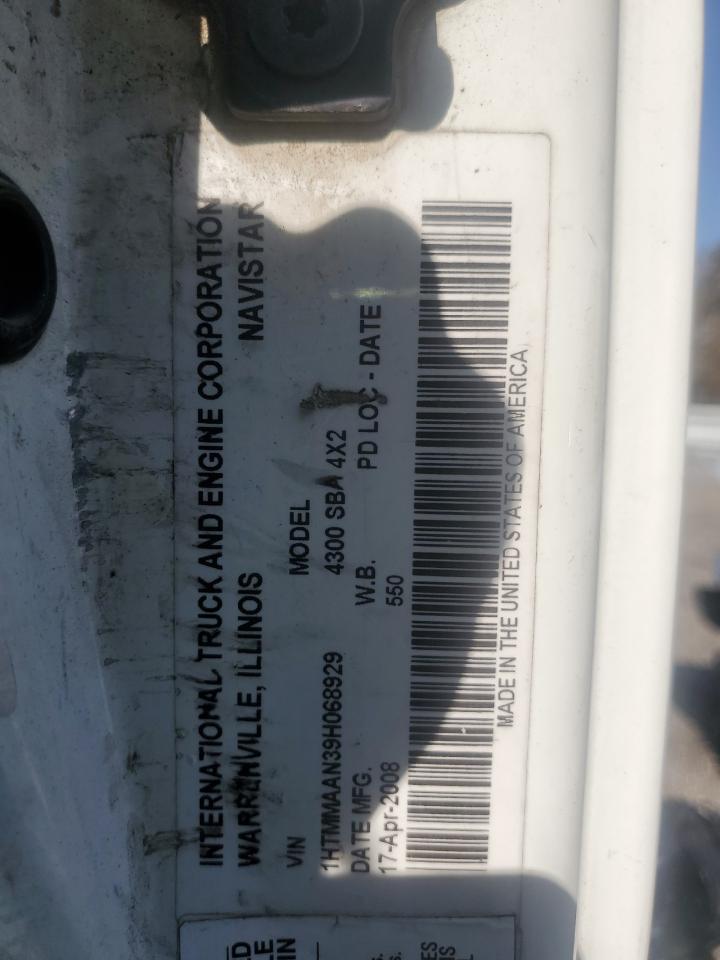 INTERNATIONAL TRUCK AND ENGINE CORPORATION
WARRENVILLE, ILLINOIS NAVISTAR
VIN MODEL
1HTMMAAN39H068929 4300 SBA 4X2
DATE MFG. W.B. PD LOC - DATE
17-Apr-2008 550
MADE IN THE UNITED STATES OF AMERICA